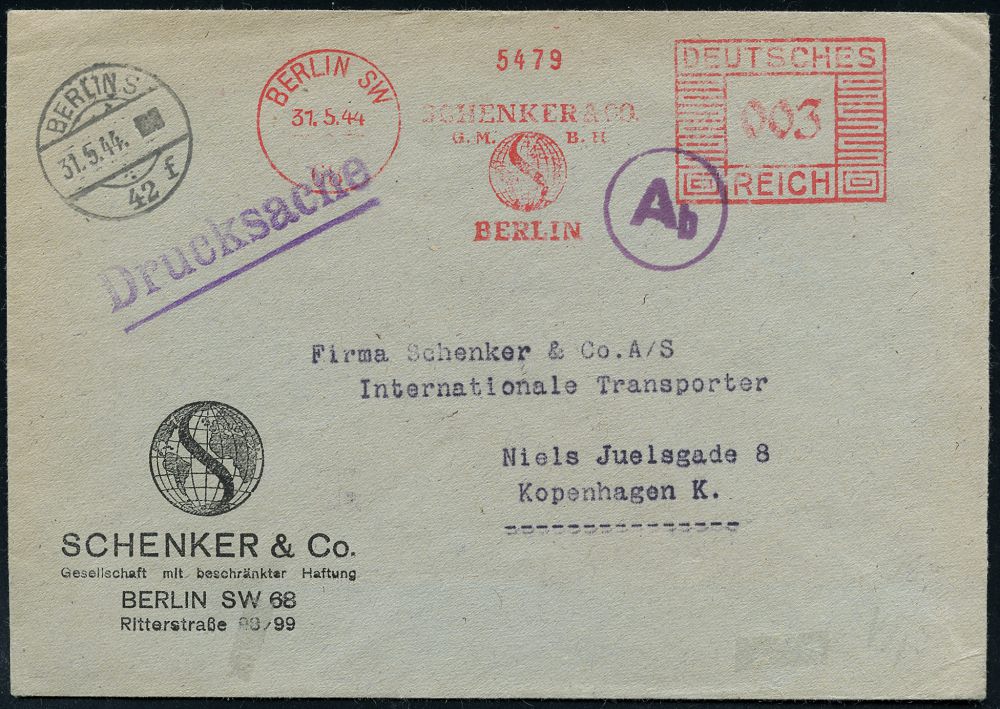 BERLIN S
31.5.44.
42 f
BERLIN SW
31.5.44
5479
SCHENKER & CO.
G. M. B. H
BERLIN
DEUTSCHES
003
REICH
Ab
Drucksache
Firma Schenker & Co.A/S
Internationale Transporter
Niels Juelsgade 8
Kopenhagen K.
SCHENKER & Co.
Gesellschaft mit beschränkter Haftung
BERLIN SW 68
Ritterstraße 98/99